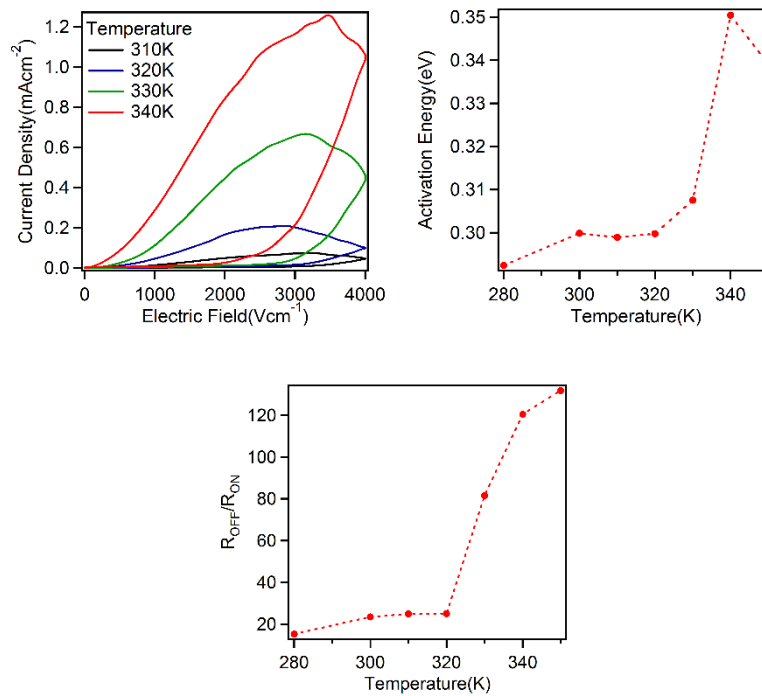 1.2
1.0
0.8
0.6
0.4
0.2
0.0
Current Density(mAcm-2)
Temperature
310K
320K
330K
340K
0 1000 2000 3000 4000
Electric Field(Vcm-1)
0.35
0.34
0.33
0.32
0.31
0.30
Activation Energy(eV)
280 300 320 340
Temperature(K)
120
100
80
60
40
20
ROFF/RON
280 300 320 340
Temperature(K)